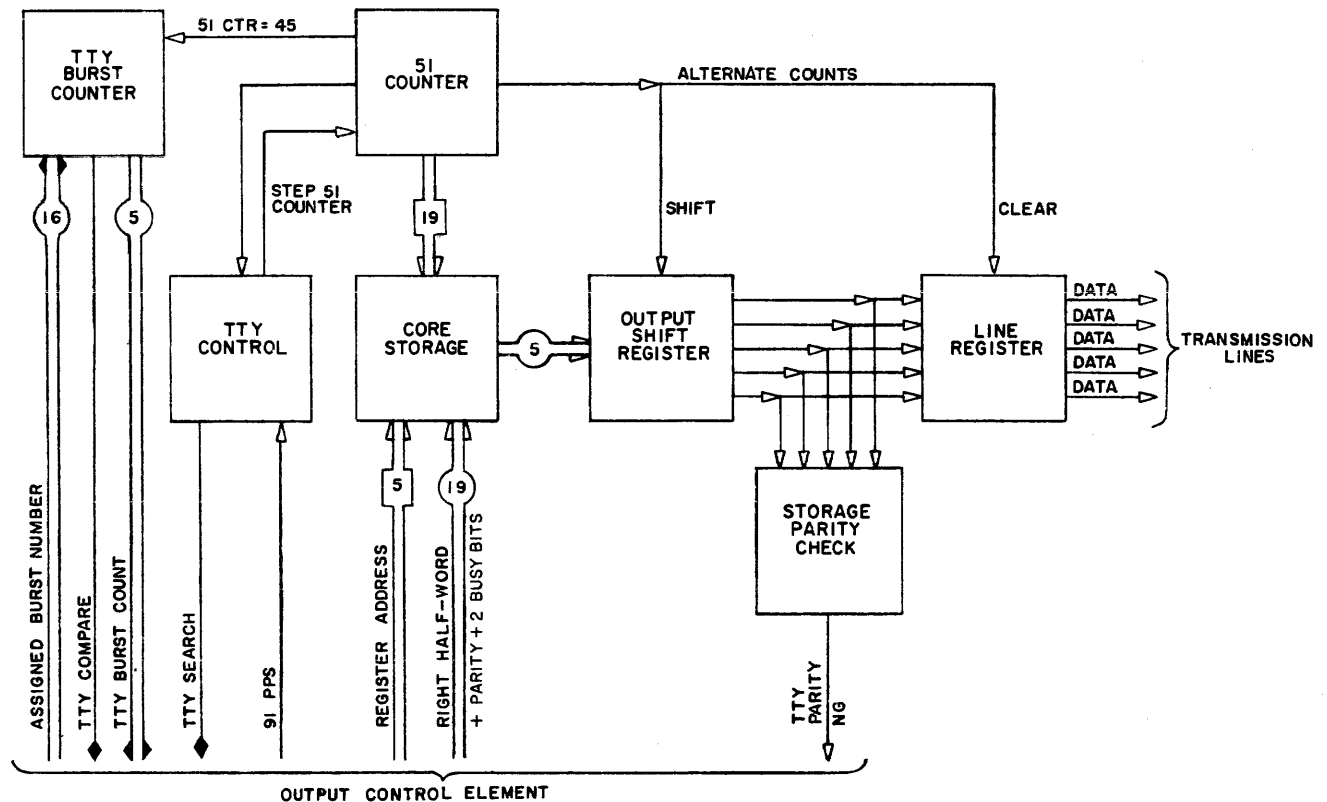 51 CTR = 45
TTY
BURST
COUNTER
51
COUNTER
ALTERNATE COUNTS
STEP 51
COUNTER
16
5
19
SHIFT
CLEAR
TTY
CONTROL
CORE
STORAGE
5
OUTPUT
SHIFT
REGISTER
LINE
REGISTER
DATA
DATA
DATA
DATA
DATA
TRANSMISSION
LINES
5
19
STORAGE
PARITY
CHECK
ASSIGNED BURST NUMBER
TTY COMPARE
TTY BURST COUNT
TTY SEARCH
91 PPS
REGISTER ADDRESS
RIGHT HALF-WORD
+ PARITY + 2 BUSY BITS
TTY
PARITY
NG
OUTPUT CONTROL ELEMENT